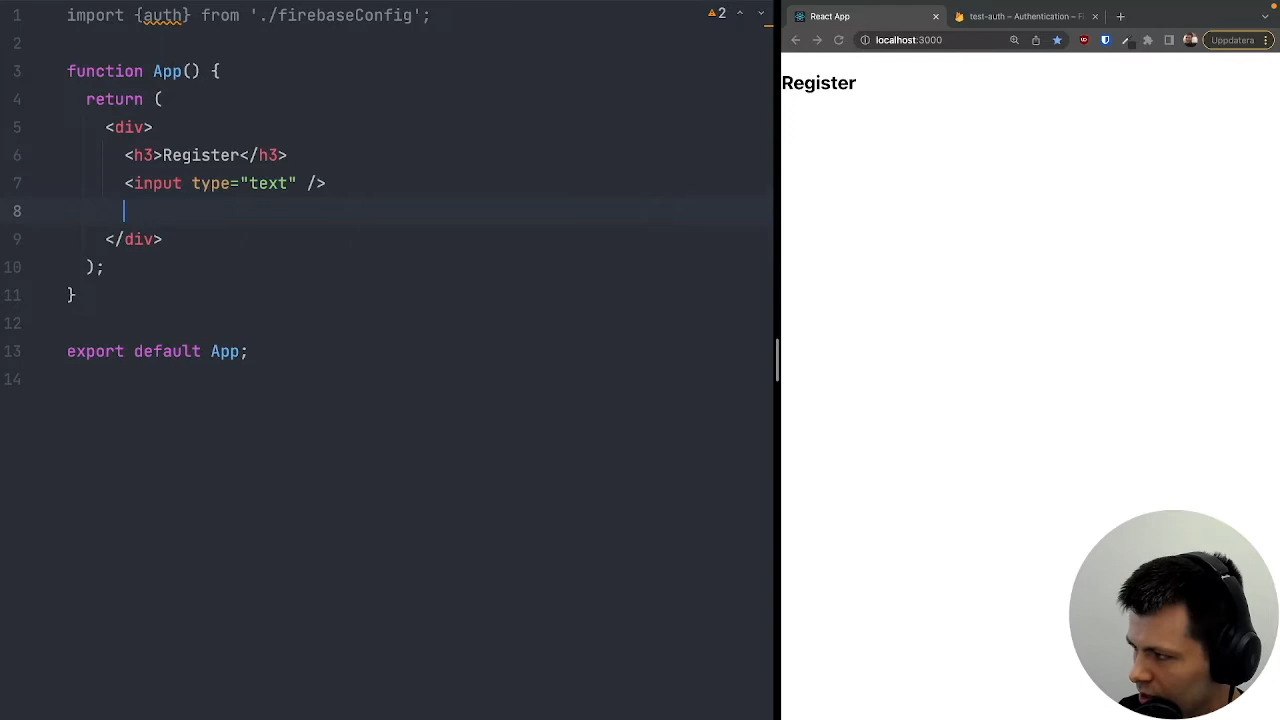 1 import {auth} from './firebaseConfig';
2
3 function App() {
4 return (
5 <div>
6 <h3>Register</h3>
7 <input type="text" />
8
9 </div>
10 );
11 }
12
13 export default App;
14
2
React App
test-auth – Authentication – Fi
localhost:3000
Uppdatera
Register